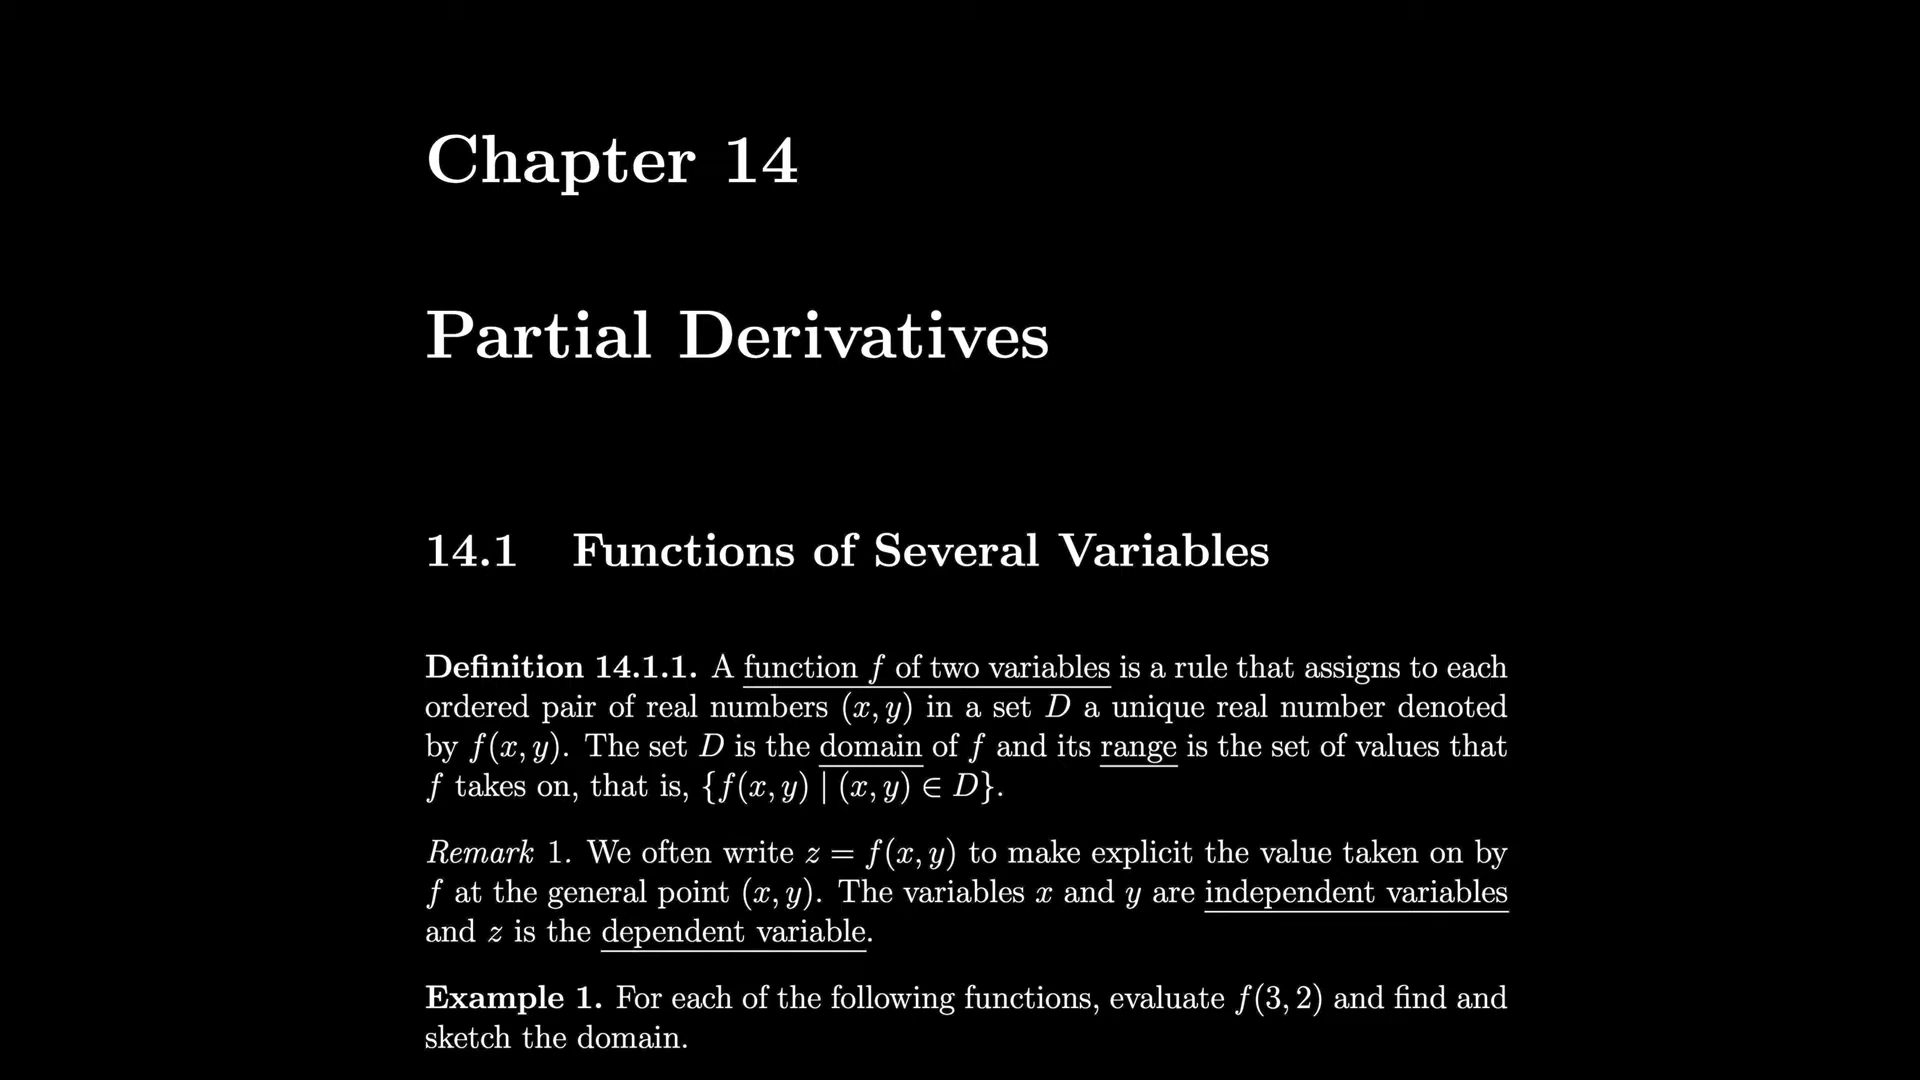 Chapter 14
Partial Derivatives
14.1 Functions of Several Variables
Definition 14.1.1. A function f of two variables is a rule that assigns to each
ordered pair of real numbers (x, y) in a set D a unique real number denoted
by f(x, y). The set D is the domain of f and its range is the set of values that
f takes on, that is, {f(x, y) | (x, y) ∈ D}.
Remark 1. We often write z = f(x, y) to make explicit the value taken on by
f at the general point (x, y). The variables x and y are independent variables
and z is the dependent variable.
Example 1. For each of the following functions, evaluate f(3, 2) and find and
sketch the domain.